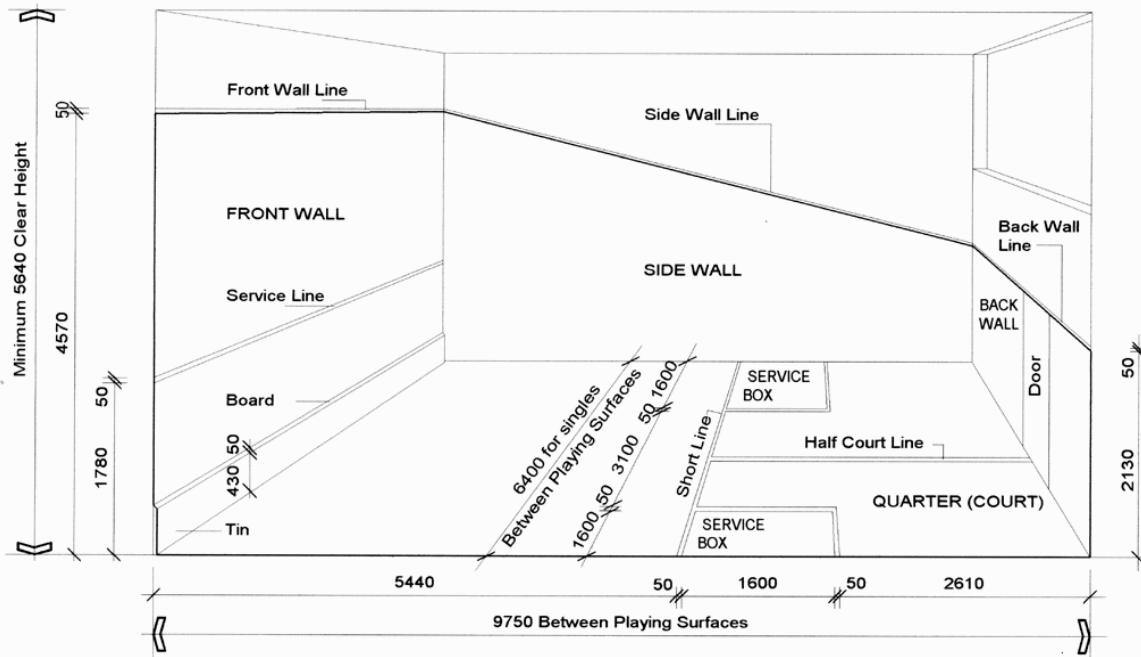 50
Front Wall Line
Side Wall Line
Minimum 5640 Clear Height
FRONT WALL
Back Wall
Line
SIDE WALL
Service Line
BACK
WALL
4570
50
1780
Board
50
430
Tin
6400 for singles
Between Playing Surfaces
1600
50
3100
50
1600
SERVICE
BOX
Short Line
Door
50
2130
Half Court Line
QUARTER (COURT)
SERVICE
BOX
5440
50
1600
50
2610
9750 Between Playing Surfaces